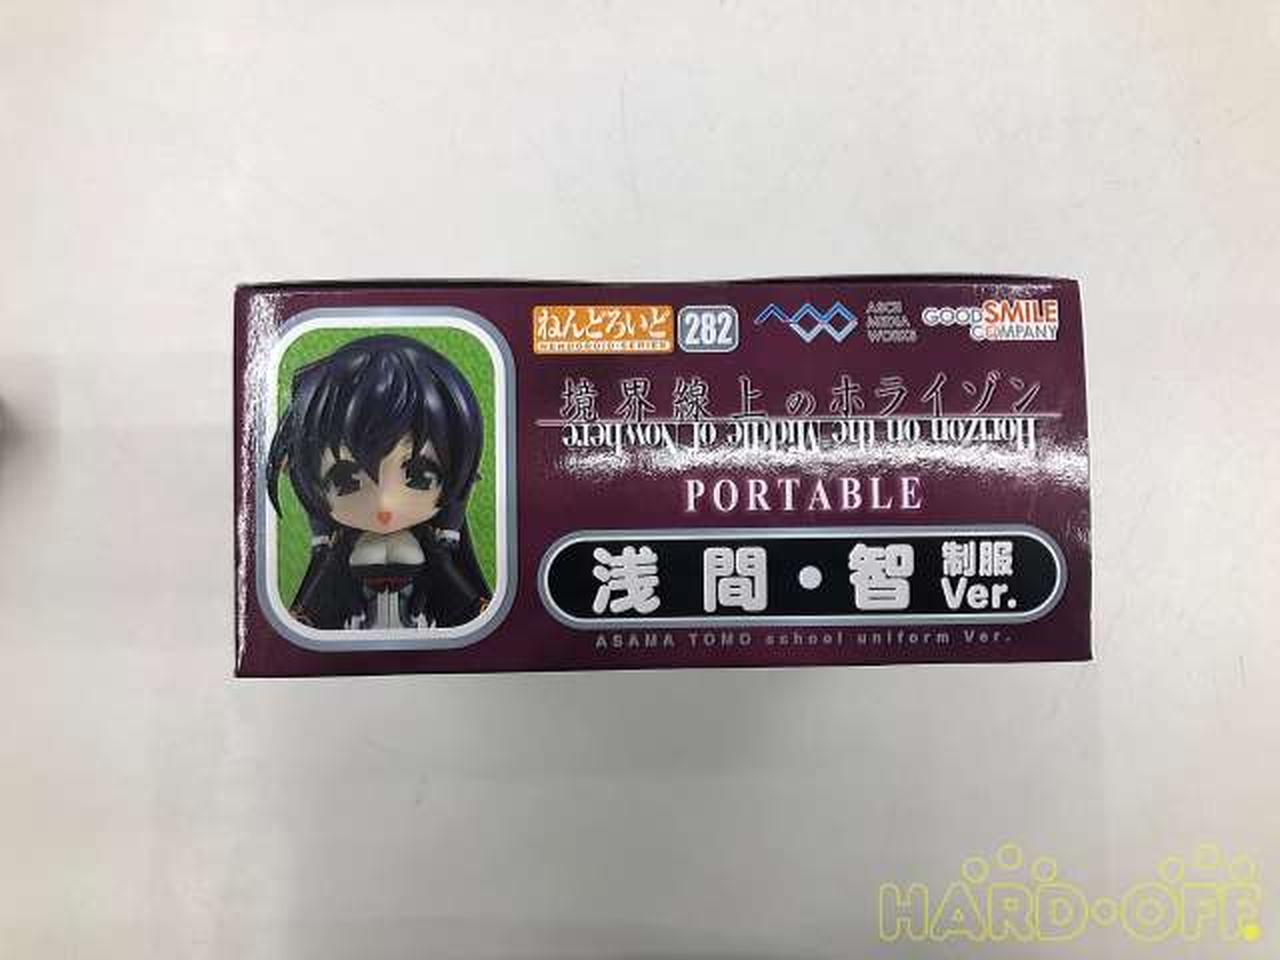 ねんどろいど 282
NENDOROID SERIES
ASCII MEDIA WORKS
GOOD SMILE COMPANY
境界線上のホライゾン
Horizon on the Middle of Nowhere
PORTABLE
浅間・智 制服 Ver.
ASAMA TOMO school uniform Ver.
HARD・OFF